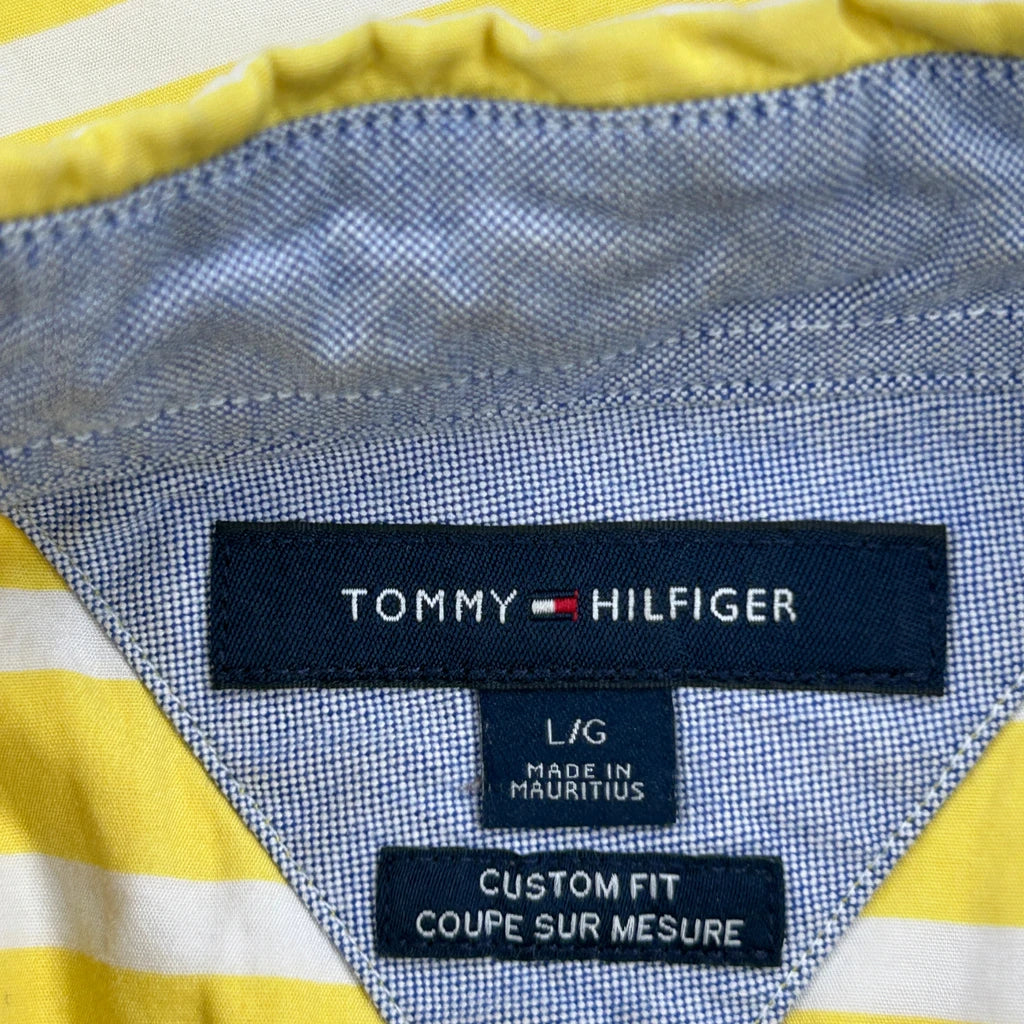 TOMMY HILFIGER
L/G
MADE IN
MAURITIUS
CUSTOM FIT
COUPE SUR MESURE